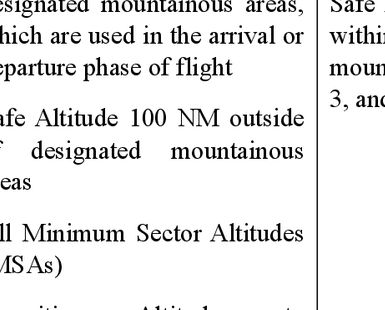 designated mountainous areas,
which are used in the arrival or
departure phase of flight
Safe Altitude 100 NM outside
of designated mountainous
areas
All Minimum Sector Altitudes
(MSAs)
Safe
within
moun
3, and